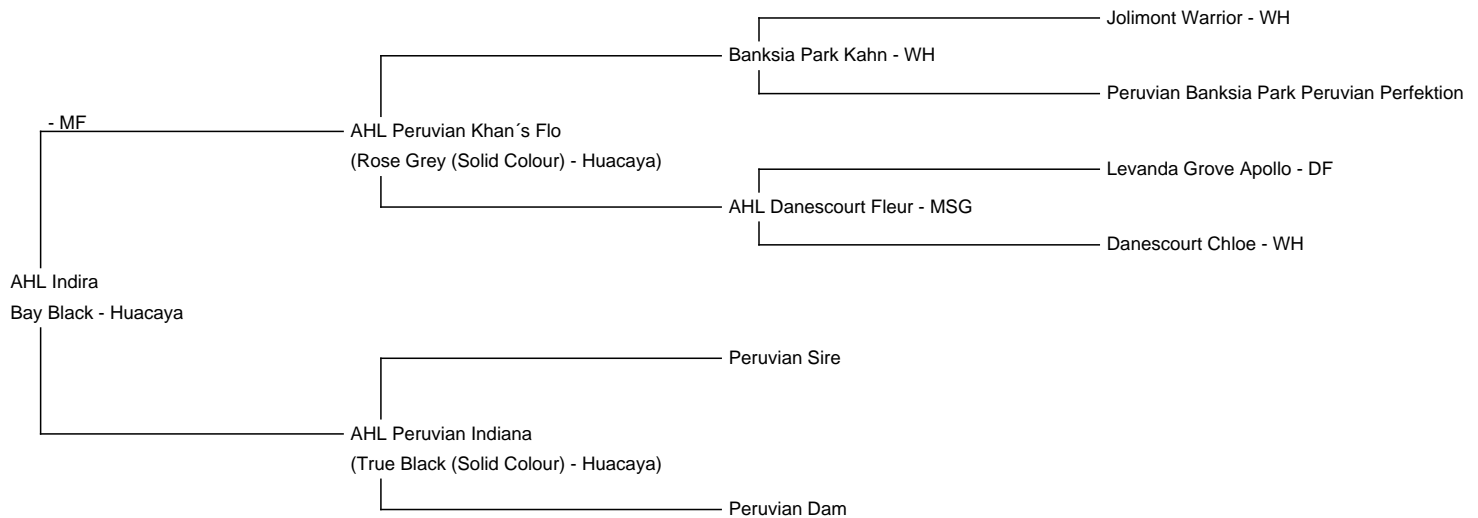 Jolimont Warrior - WH
Banksia Park Kahn - WH
Peruvian Banksia Park Peruvian Perfektion
- MF
AHL Peruvian Khan´s Flo
(Rose Grey (Solid Colour) - Huacaya)
Levanda Grove Apollo - DF
AHL Danescourt Fleur - MSG
Danescourt Chloe - WH
AHL Indira
Bay Black - Huacaya
Peruvian Sire
AHL Peruvian Indiana
(True Black (Solid Colour) - Huacaya)
Peruvian Dam